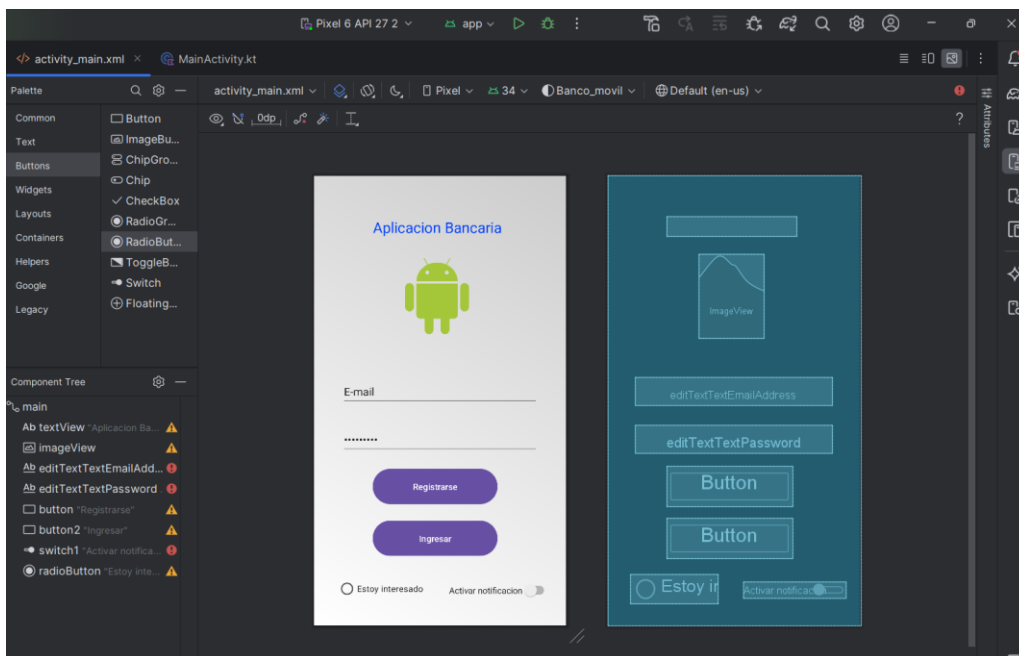 Pixel 6 API 27 2 app
activity_main.xml MainActivity.kt
Palette
activity_main.xml Pixel 34 Banco_movil Default (en-us)
Attributes
Common
Text
Buttons
Widgets
Layouts
Containers
Helpers
Google
Legacy
Button
ImageBu...
ChipGro...
Chip
CheckBox
RadioGr...
RadioBut...
ToggleB...
Switch
Floating...
0dp
?
Component Tree
main
Ab textView "Aplicacion Ba...
imageView
Ab editTextTextEmailAdd...
Ab editTextTextPassword
button "Registrarse"
button2 "Ingresar"
switch1 "Activar notifica...
radioButton "Estoy inte...
Aplicacion Bancaria
E-mail
•••••••••
Registrarse
Ingresar
Estoy interesado Activar notificacion
ImageView
editTextTextEmailAddress
editTextTextPassword
Button
Button
Estoy ir Activar notificac